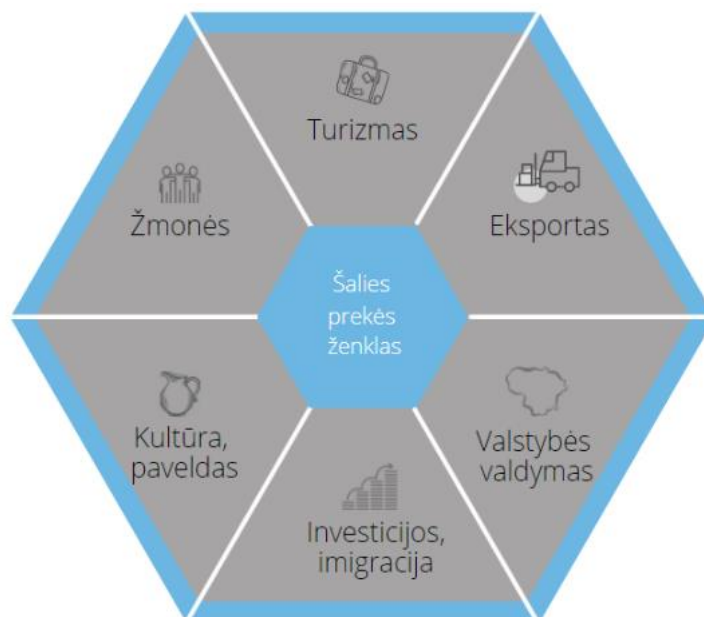 Turizmas
Žmonės
Eksportas
Šalies
prekės
ženklas
Kultūra,
paveldas
Valstybės
valdymas
Investicijos,
imigracija